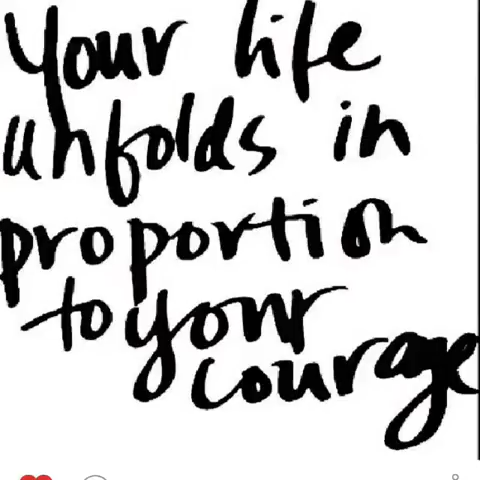 Your life
unfolds in
proportion
to your
courage